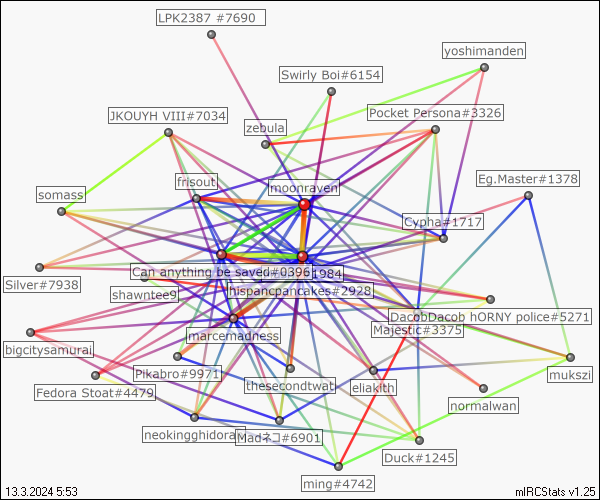 LPK2387 #7690
yoshimanden
Swirly Boi#6154
Pocket Persona#3326
JKOUYH VIII#7034
zebula
frisout
moonraven
Eg.Master#1378
somass
Cypha#1717
Can anything be saved#0396
1984
Silver#7938
shawntee9
hispancpancakes#2928
DacobDacob hORNY police#5271
Majestic#3375
marcemadness
bigcitysamurai
Pikabro#9971
thesecondtwat
eliakith
mukszi
Fedora Stoat#4479
normalwan
neokingghidora
Madネコ#6901
Duck#1245
ming#4742
13.3.2024 5:53
mIRCStats v1.25